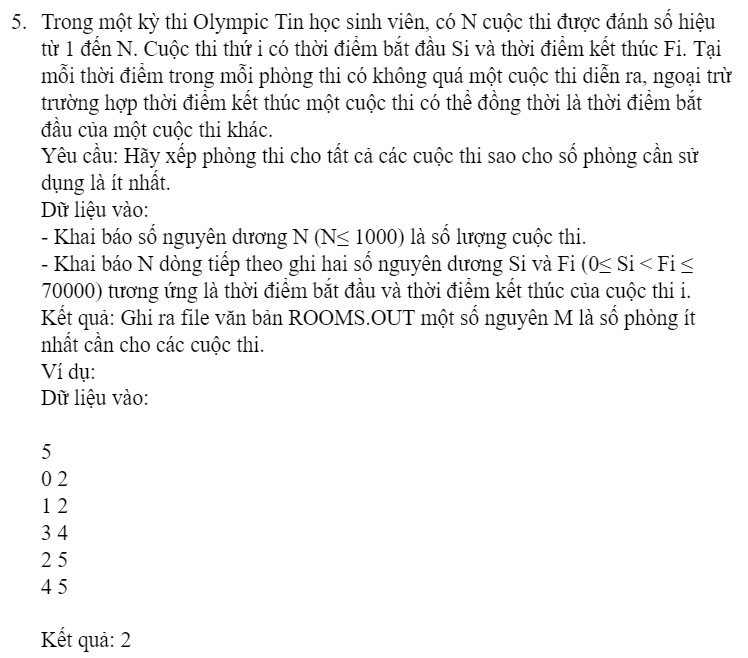 5. Trong một kỳ thi Olympic Tin học sinh viên, có N cuộc thi được đánh số hiệu
từ 1 đến N. Cuộc thi thứ i có thời điểm bắt đầu Si và thời điểm kết thúc Fi. Tại
mỗi thời điểm trong mỗi phòng thi có không quá một cuộc thi diễn ra, ngoại trừ
trường hợp thời điểm kết thúc một cuộc thi có thể đồng thời là thời điểm bắt
đầu của một cuộc thi khác.
Yêu cầu: Hãy xếp phòng thi cho tất cả các cuộc thi sao cho số phòng cần sử
dụng là ít nhất.
Dữ liệu vào:
- Khai báo số nguyên dương N (N≤ 1000) là số lượng cuộc thi.
- Khai báo N dòng tiếp theo ghi hai số nguyên dương Si và Fi (0≤ Si < Fi ≤
70000) tương ứng là thời điểm bắt đầu và thời điểm kết thúc của cuộc thi i.
Kết quả: Ghi ra file văn bản ROOMS.OUT một số nguyên M là số phòng ít
nhất cần cho các cuộc thi.
Ví dụ:
Dữ liệu vào:
5
0 2
1 2
3 4
2 5
4 5
Kết quả: 2